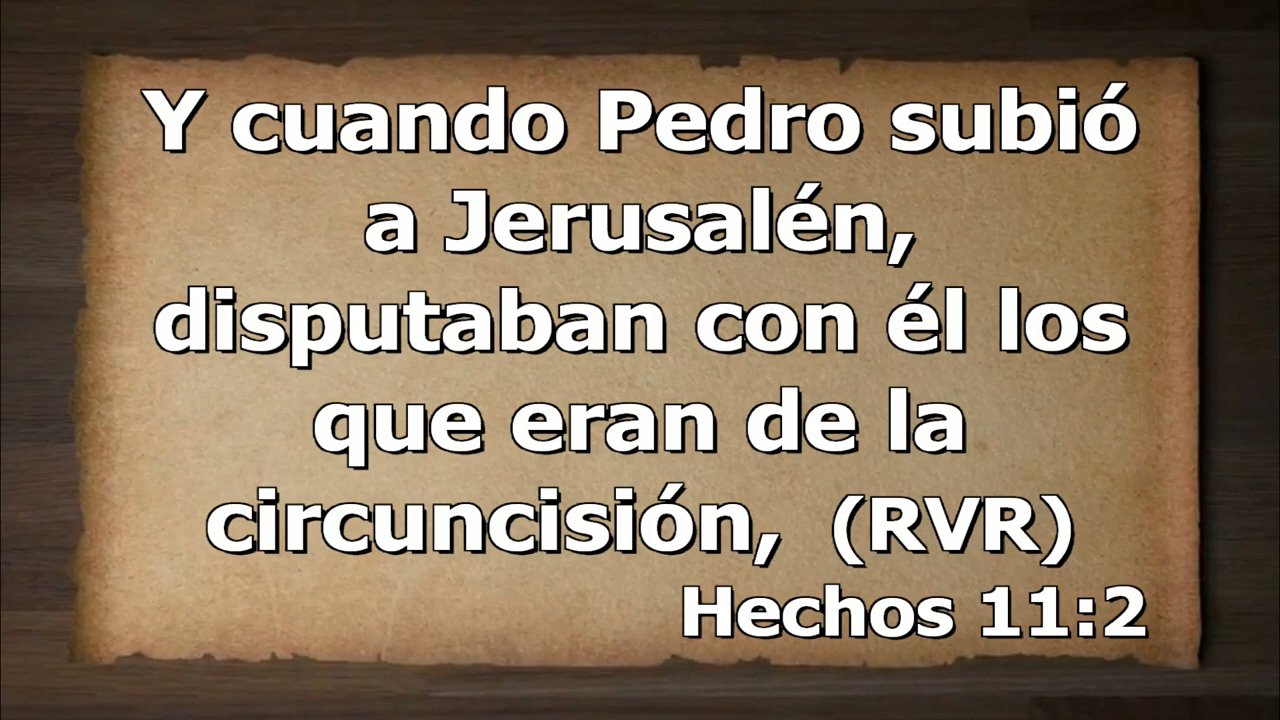 Y cuando Pedro subió
a Jerusalén,
disputaban con él los
que eran de la
circuncisión, (RVR)
Hechos 11:2